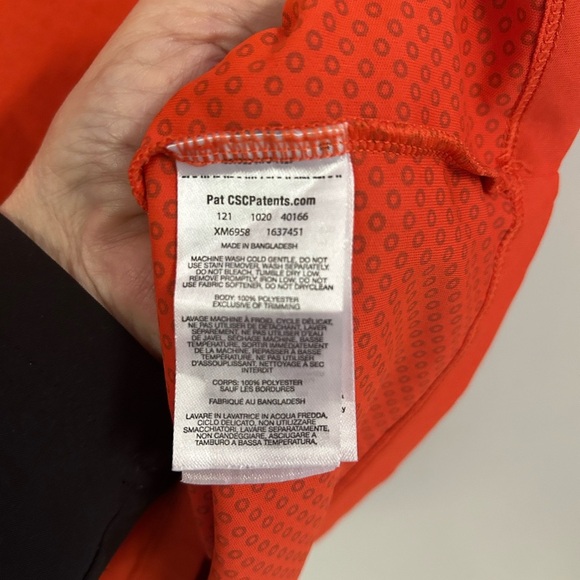 Pat CSCPatents.com
121 1020 40166
XM6958 1637451
MADE IN BANGLADESH
MACHINE WASH COLD GENTLE, DO NOT
USE STAIN REMOVER, WASH SEPARATELY.
DO NOT BLEACH, TUMBLE DRY LOW,
REMOVE PROMPTLY, IRON LOW, DO NOT
USE FABRIC SOFTENER, DO NOT DRYCLEAN
BODY: 100% POLYESTER
EXCLUSIVE OF TRIMMING
LAVAGE MACHINE À FROID, CYCLE DÉLICAT,
NE PAS UTILISER DE DÉTACHANT, LAVER
SÉPARÉMENT, NE PAS UTILISER D'EAU
DE JAVEL, SÉCHAGE MACHINE, BASSE
TEMPÉRATURE, SORTIR IMMÉDIATEMENT
DE LA MACHINE, REPASSER À BASSE
TEMPÉRATURE, NE PAS UTILISER
D'ASSOUPLISSANT, NETTOYAGE À SEC
INTERDIT
CORPS: 100% POLYESTER
SAUF LES BORDURES
FABRIQUÉ AU BANGLADESH
LAVARE IN LAVATRICE IN ACQUA FREDDA,
CICLO DELICATO, NON UTILIZZARE
SMACCHIATORI, LAVARE SEPARATAMENTE,
NON CANDEGGIARE, ASCIUGARE A
TAMBURO A BASSA TEMPERATURA,